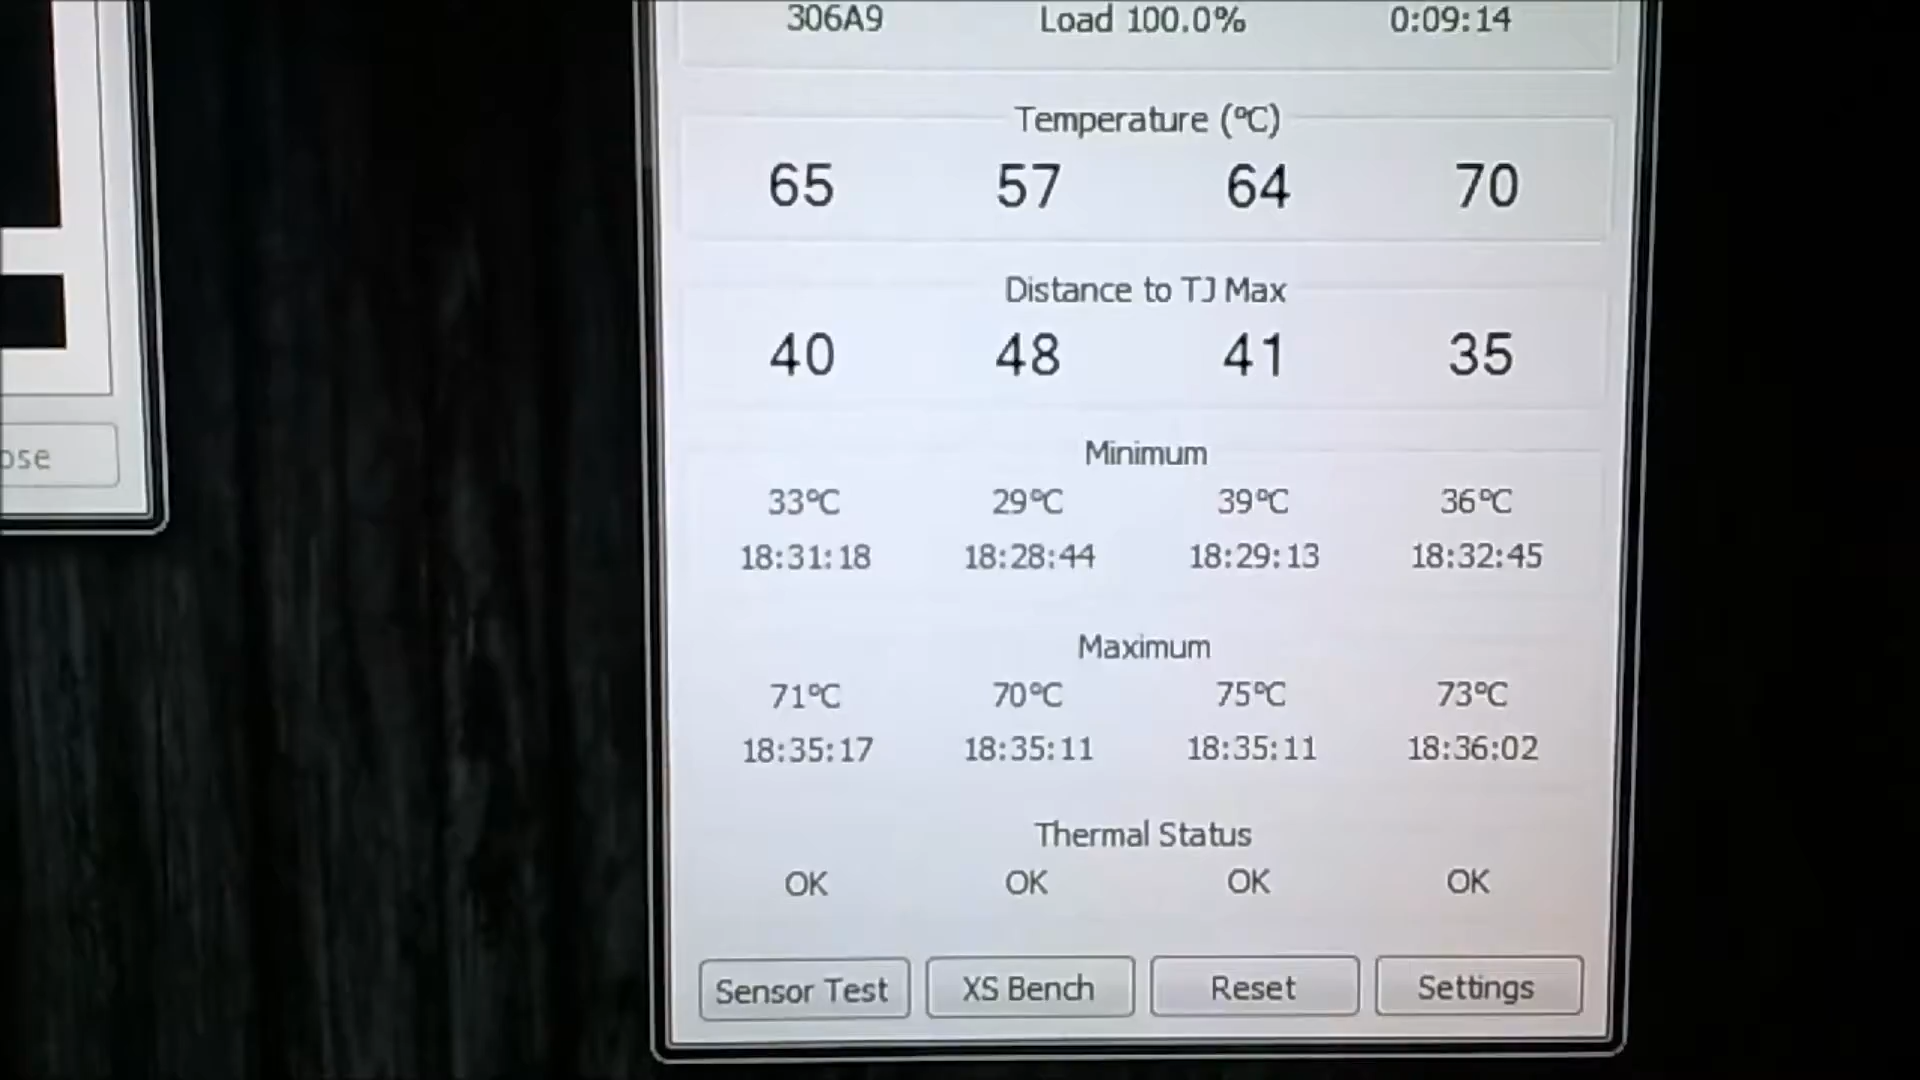 306A9 Load 100.0% 0:09:14
Temperature (°C)
65 57 64 70
Distance to TJ Max
40 48 41 35
Minimum
33°C 29°C 39°C 36°C
18:31:18 18:28:44 18:29:13 18:32:45
Maximum
71°C 70°C 75°C 73°C
18:35:17 18:35:11 18:35:11 18:36:02
Thermal Status
OK OK OK OK
Sensor Test XS Bench Reset Settings